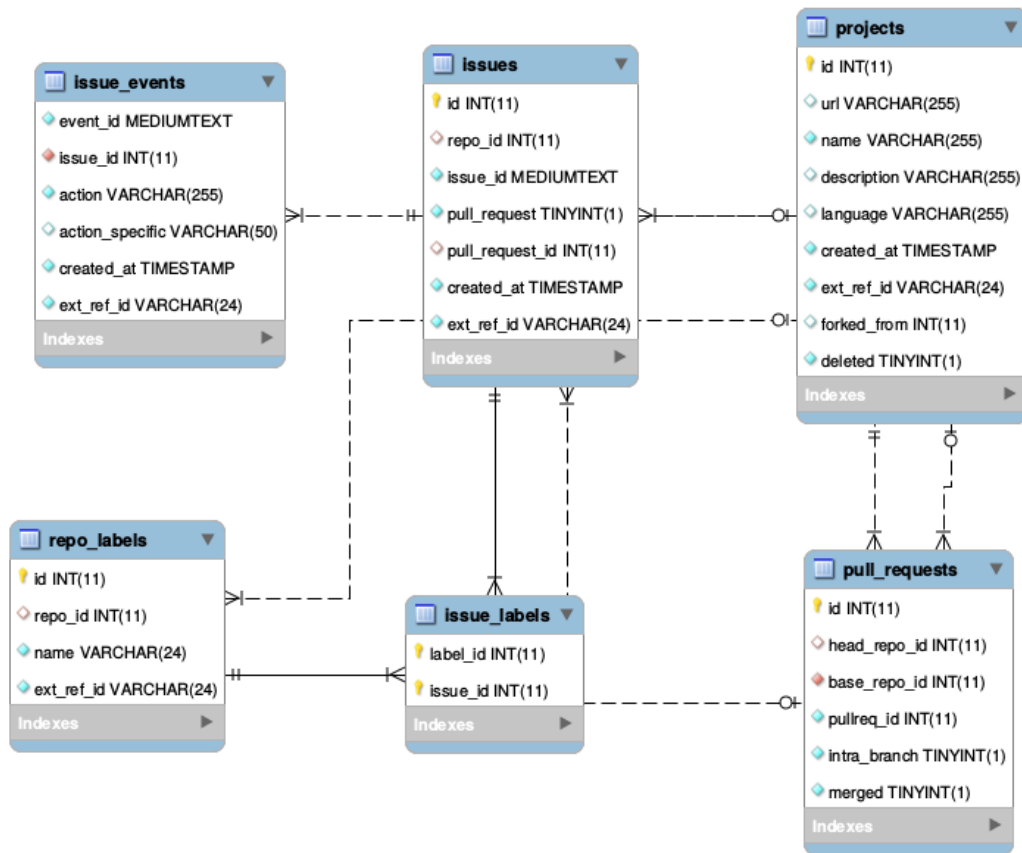 issue_events
event_id MEDIUMTEXT
issue_id INT(11)
action VARCHAR(255)
action_specific VARCHAR(50)
created_at TIMESTAMP
ext_ref_id VARCHAR(24)
Indexes
issues
id INT(11)
repo_id INT(11)
issue_id MEDIUMTEXT
pull_request TINYINT(1)
pull_request_id INT(11)
created_at TIMESTAMP
ext_ref_id VARCHAR(24)
Indexes
projects
id INT(11)
url VARCHAR(255)
name VARCHAR(255)
description VARCHAR(255)
language VARCHAR(255)
created_at TIMESTAMP
ext_ref_id VARCHAR(24)
forked_from INT(11)
deleted TINYINT(1)
Indexes
repo_labels
id INT(11)
repo_id INT(11)
name VARCHAR(24)
ext_ref_id VARCHAR(24)
Indexes
issue_labels
label_id INT(11)
issue_id INT(11)
Indexes
pull_requests
id INT(11)
head_repo_id INT(11)
base_repo_id INT(11)
pullreq_id INT(11)
intra_branch TINYINT(1)
merged TINYINT(1)
Indexes